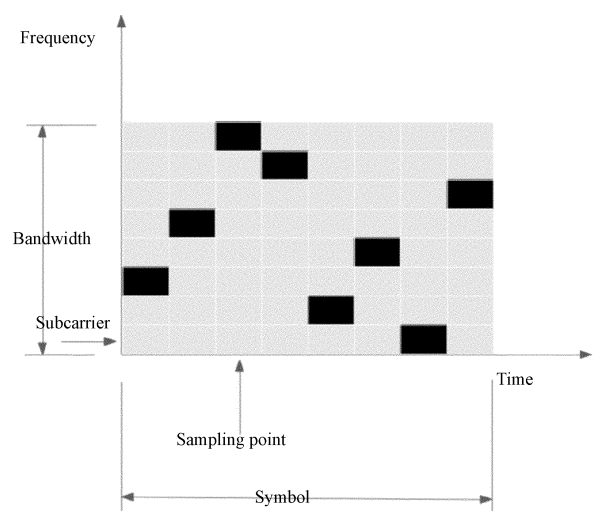 Frequency
Bandwidth
Subcarrier
Time
Sampling point
Symbol